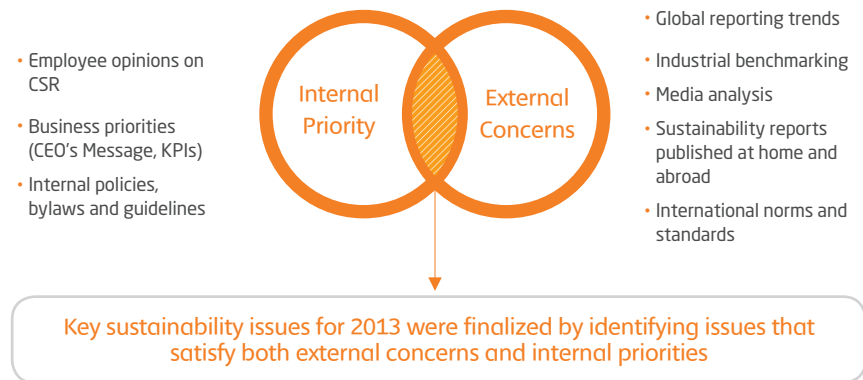 • Employee opinions on
CSR
• Business priorities
(CEO's Message, KPIs)
• Internal policies,
bylaws and guidelines
Internal
Priority
External
Concerns
• Global reporting trends
• Industrial benchmarking
• Media analysis
• Sustainability reports
published at home and
abroad
• International norms and
standards
Key sustainability issues for 2013 were finalized by identifying issues that
satisfy both external concerns and internal priorities